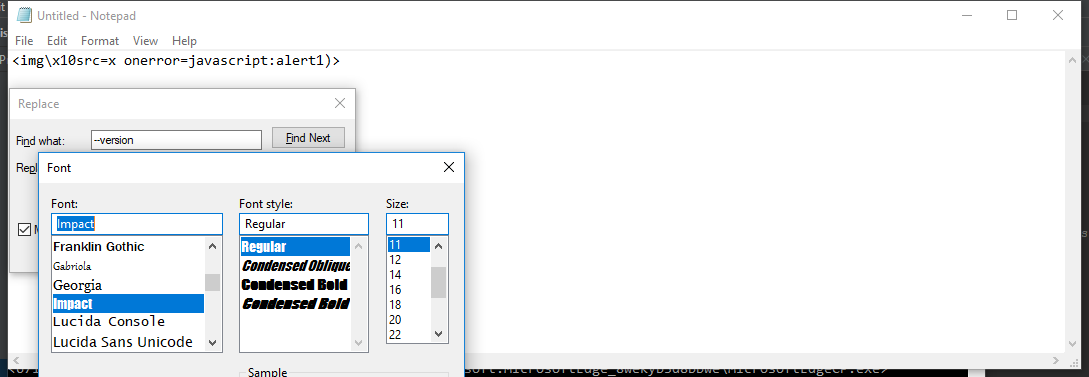 Untitled - Notepad
File Edit Format View Help
<img\x10src=x onerror=javascript:alert1)>
Replace
Find what: --version Find Next
Repl
Font
Font: Font style: Size:
Impact Regular 11
Franklin Gothic Regular 11
Gabriola Condensed Oblique 12
Georgia Condensed Bold 14
Impact Condensed Bold 16
Lucida Console 18
Lucida Sans Unicode 20
22
Sample